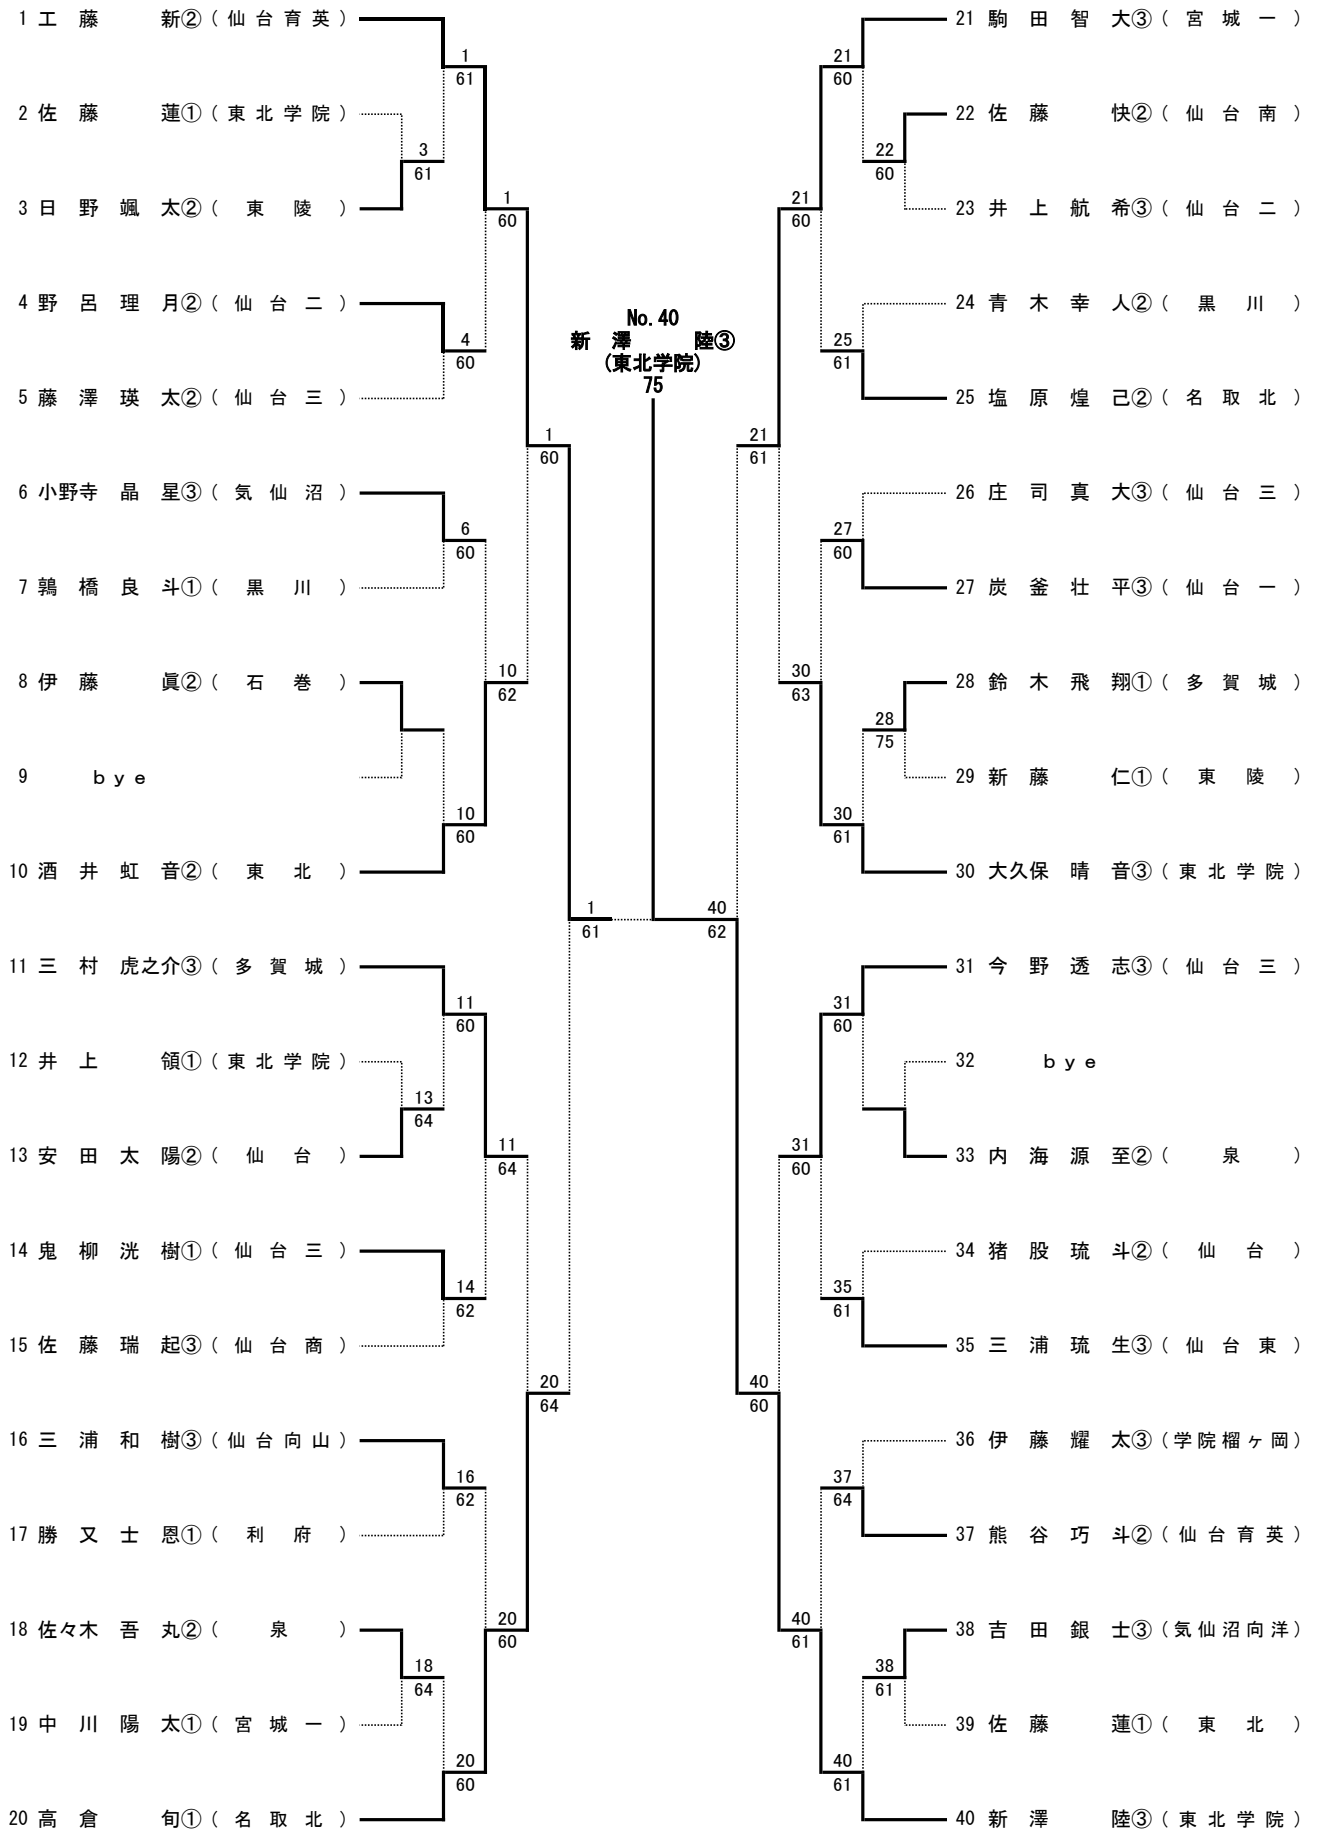 1 工 藤 新② ( 仙 台 育 英 )
2 佐 藤 蓮① ( 東 北 学 院 )
3 日 野 颯 太② ( 東 陵 )
4 野 呂 理 月② ( 仙 台 二 )
5 藤 澤 瑛 太② ( 仙 台 三 )
6 小野寺 晶 星③ ( 気 仙 沼 )
7 鶉 橋 良 斗① ( 黒 川 )
8 伊 藤 眞② ( 石 巻 )
9 ｂｙｅ
10 酒 井 虹 音② ( 東 北 )
11 三 村 虎之介③ ( 多 賀 城 )
12 井 上 領① ( 東 北 学 院 )
13 安 田 太 陽② ( 仙 台 )
14 鬼 柳 洸 樹① ( 仙 台 三 )
15 佐 藤 瑞 起③ ( 仙 台 商 )
16 三 浦 和 樹③ ( 仙 台 向 山 )
17 勝 又 士 恩① ( 利 府 )
18 佐々木 吾 丸② ( 泉 )
19 中 川 陽 太① ( 宮 城 一 )
20 高 倉 旬① ( 名 取 北 )
3
61
13
64
18
64
1
61
4
60
6
60
10
60
11
60
14
62
16
62
20
60
1
60
10
62
11
64
20
60
1
60
20
64
1
61
No.40
新 澤 陸③
(東北学院)
75
40
62
21
61
40
60
21
60
30
63
31
60
40
61
21
60
25
61
27
60
30
61
31
60
35
61
37
64
40
61
22
60
28
75
38
61
21 駒 田 智 大③ ( 宮 城 一 )
22 佐 藤 快② ( 仙 台 南 )
23 井 上 航 希③ ( 仙 台 二 )
24 青 木 幸 人② ( 黒 川 )
25 塩 原 煌 己② ( 名 取 北 )
26 庄 司 真 大③ ( 仙 台 三 )
27 炭 釜 壮 平③ ( 仙 台 一 )
28 鈴 木 飛 翔① ( 多 賀 城 )
29 新 藤 仁① ( 東 陵 )
30 大久保 晴 音③ ( 東 北 学 院 )
31 今 野 透 志③ ( 仙 台 三 )
32 ｂｙｅ
33 内 海 源 至② ( 泉 )
34 猪 股 琉 斗② ( 仙 台 )
35 三 浦 琉 生③ ( 仙 台 東 )
36 伊 藤 耀 太③ (学院榴ヶ岡)
37 熊 谷 巧 斗② ( 仙 台 育 英 )
38 吉 田 銀 士③ (気仙沼向洋)
39 佐 藤 蓮① ( 東 北 )
40 新 澤 陸③ ( 東 北 学 院 )